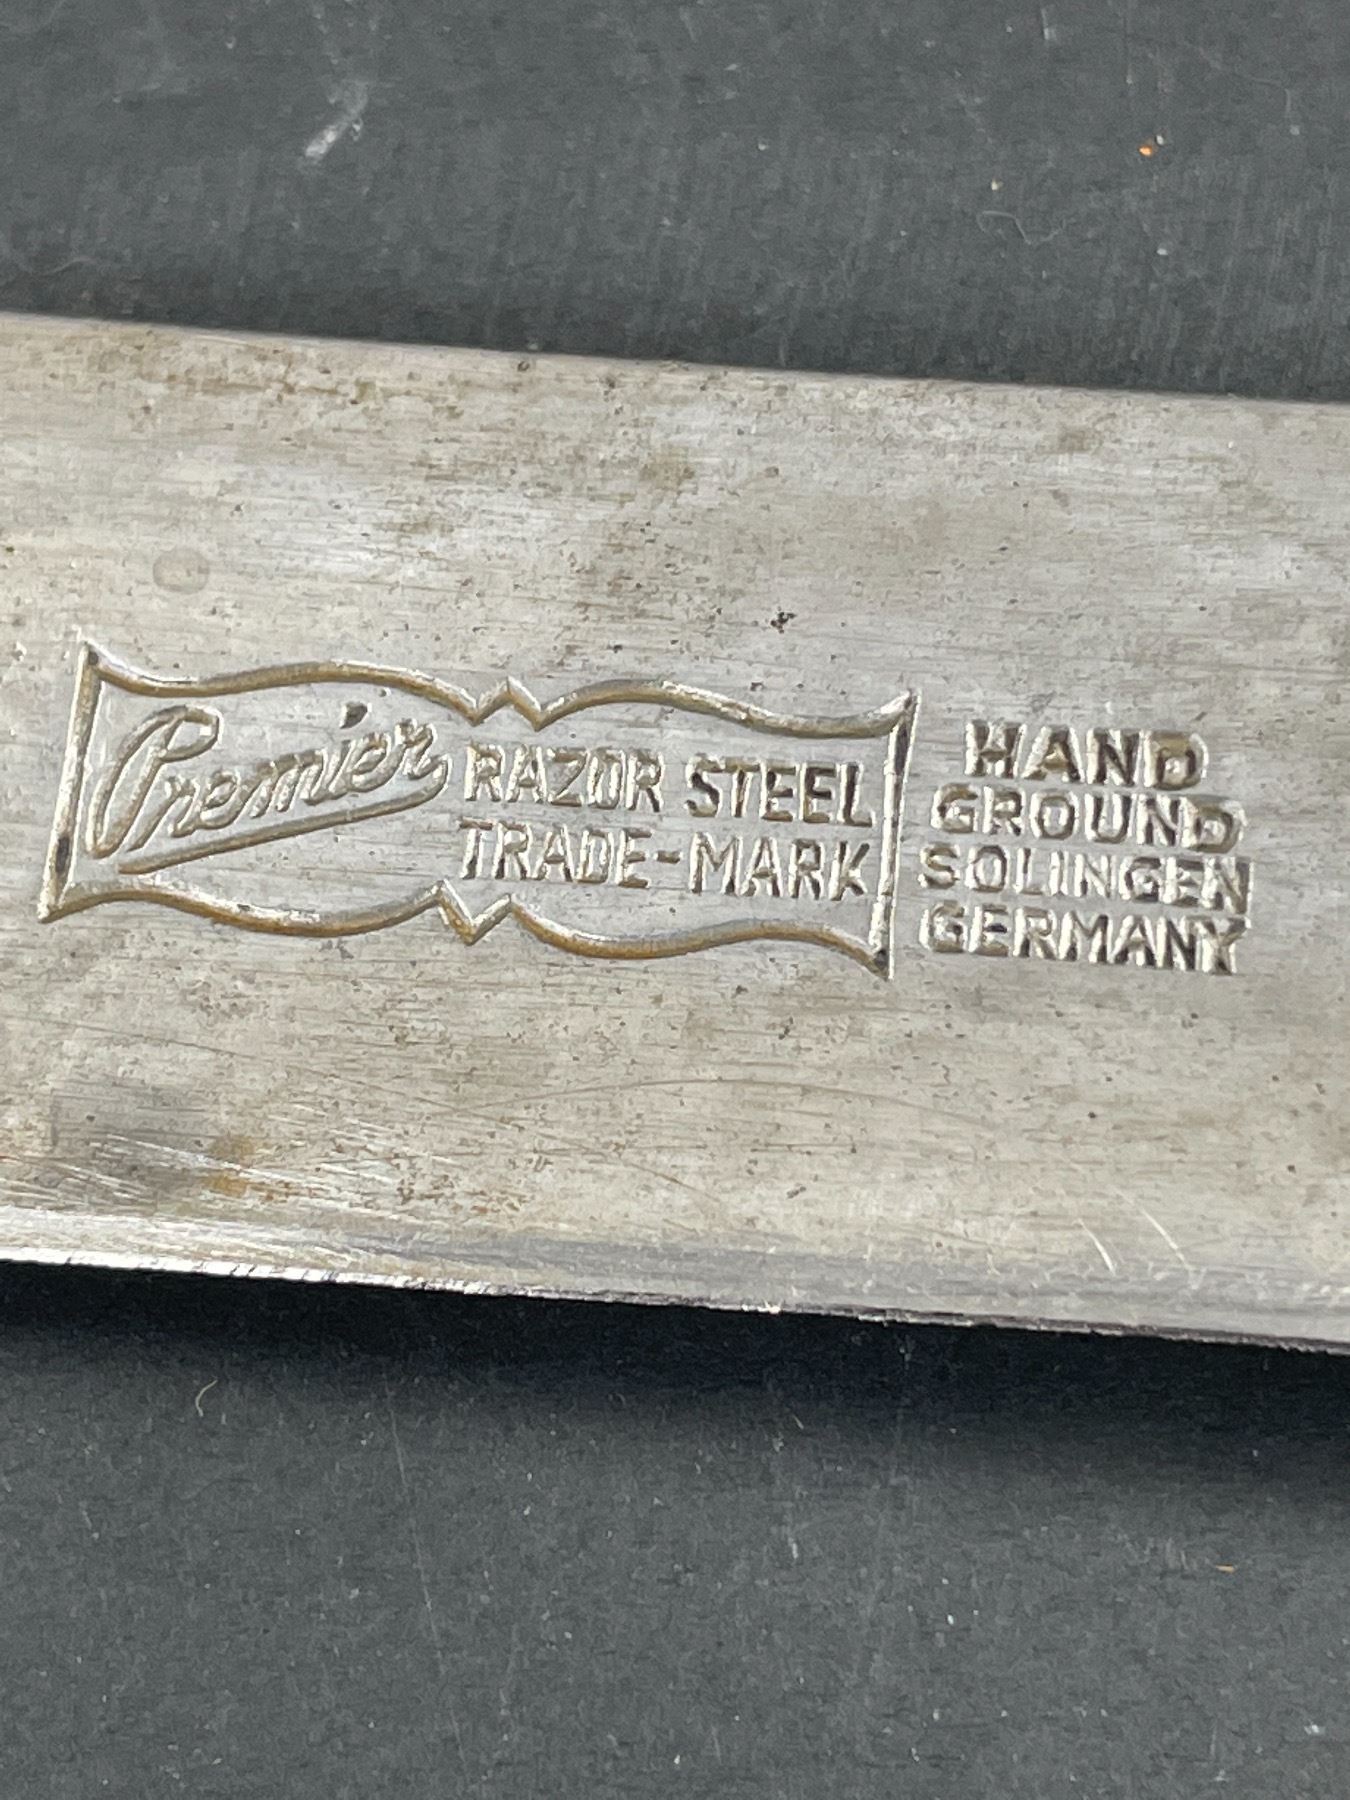 Premier RAZOR STEEL
TRADE-MARK
HAND
GROUND
SOLINGEN
GERMANY